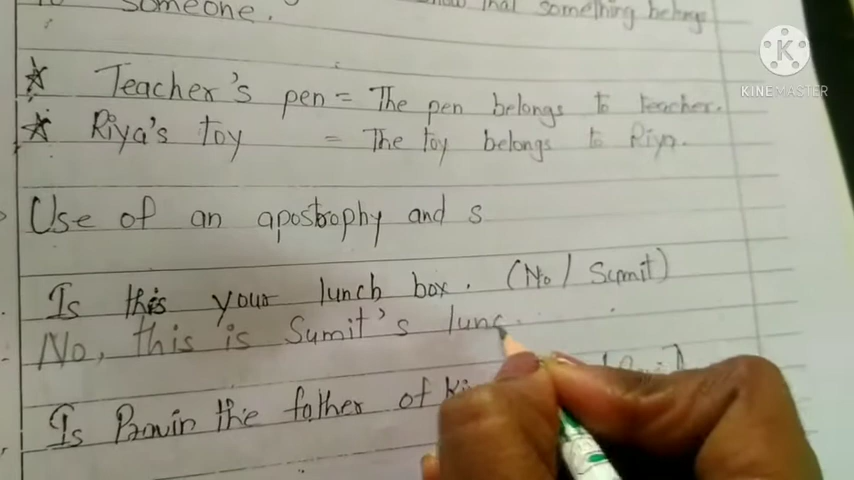 someone. that something belongs
★ Teacher's pen = The pen belongs to teacher.
★ Riya's toy = The toy belongs to Riya.
Use of an apostrophy and s
Is this your lunch box. (No / Sumit)
No, this is Sumit's lunc
Is Pravin the father of
KINEMASTER